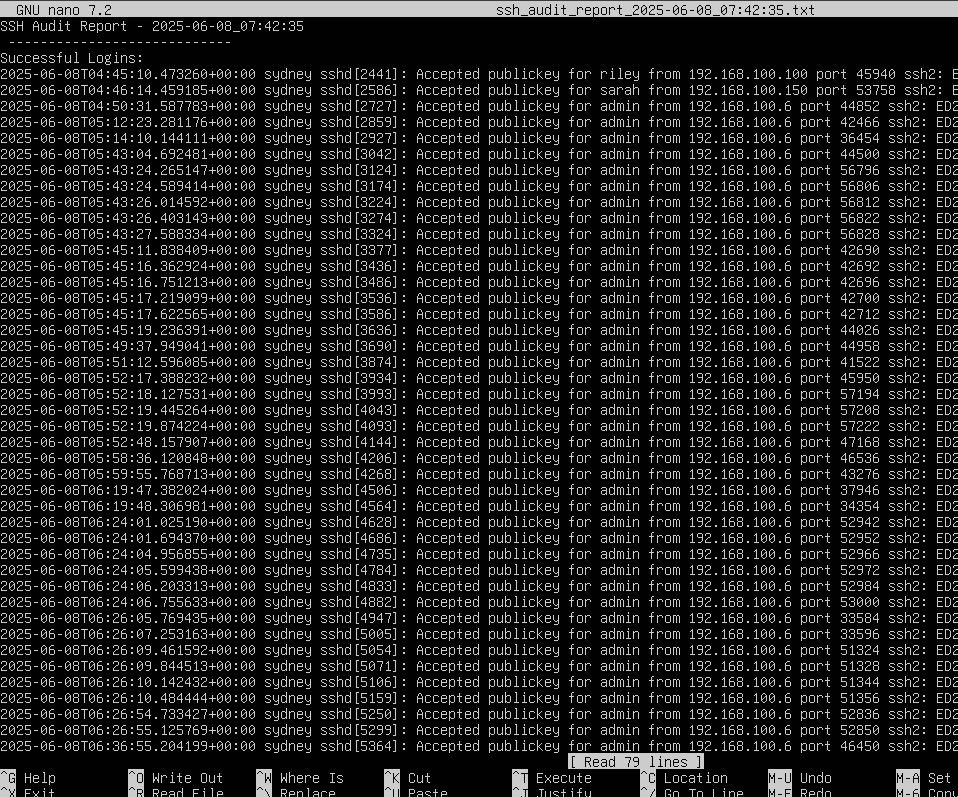 GNU nano 7.2 ssh_audit_report_2025-06-08_07:42:35.txt
SSH Audit Report - 2025-06-08_07:42:35
----------------------------
Successful Logins:
2025-06-08T04:45:10.473260+00:00 sydney sshd[2441]: Accepted publickey for riley from 192.168.100.100 port 45940 ssh2: E
2025-06-08T04:46:14.459185+00:00 sydney sshd[2586]: Accepted publickey for sarah from 192.168.100.150 port 53758 ssh2: E
2025-06-08T04:50:31.587783+00:00 sydney sshd[2727]: Accepted publickey for admin from 192.168.100.6 port 44852 ssh2: ED2
2025-06-08T05:12:23.281176+00:00 sydney sshd[2859]: Accepted publickey for admin from 192.168.100.6 port 42466 ssh2: ED2
2025-06-08T05:14:10.144111+00:00 sydney sshd[2927]: Accepted publickey for admin from 192.168.100.6 port 36454 ssh2: ED2
2025-06-08T05:43:04.692481+00:00 sydney sshd[3042]: Accepted publickey for admin from 192.168.100.6 port 44500 ssh2: ED2
2025-06-08T05:43:24.265147+00:00 sydney sshd[3124]: Accepted publickey for admin from 192.168.100.6 port 56796 ssh2: ED2
2025-06-08T05:43:24.589414+00:00 sydney sshd[3174]: Accepted publickey for admin from 192.168.100.6 port 56806 ssh2: ED2
2025-06-08T05:43:26.014592+00:00 sydney sshd[3224]: Accepted publickey for admin from 192.168.100.6 port 56812 ssh2: ED2
2025-06-08T05:43:26.403143+00:00 sydney sshd[3274]: Accepted publickey for admin from 192.168.100.6 port 56822 ssh2: ED2
2025-06-08T05:43:27.588334+00:00 sydney sshd[3324]: Accepted publickey for admin from 192.168.100.6 port 56828 ssh2: ED2
2025-06-08T05:45:11.838409+00:00 sydney sshd[3377]: Accepted publickey for admin from 192.168.100.6 port 42690 ssh2: ED2
2025-06-08T05:45:16.362924+00:00 sydney sshd[3436]: Accepted publickey for admin from 192.168.100.6 port 42692 ssh2: ED2
2025-06-08T05:45:16.751213+00:00 sydney sshd[3486]: Accepted publickey for admin from 192.168.100.6 port 42696 ssh2: ED2
2025-06-08T05:45:17.219099+00:00 sydney sshd[3536]: Accepted publickey for admin from 192.168.100.6 port 42700 ssh2: ED2
2025-06-08T05:45:17.622565+00:00 sydney sshd[3586]: Accepted publickey for admin from 192.168.100.6 port 42712 ssh2: ED2
2025-06-08T05:45:19.236391+00:00 sydney sshd[3636]: Accepted publickey for admin from 192.168.100.6 port 44026 ssh2: ED2
2025-06-08T05:49:37.949041+00:00 sydney sshd[3690]: Accepted publickey for admin from 192.168.100.6 port 44958 ssh2: ED2
2025-06-08T05:51:12.596085+00:00 sydney sshd[3874]: Accepted publickey for admin from 192.168.100.6 port 41522 ssh2: ED2
2025-06-08T05:52:17.388232+00:00 sydney sshd[3934]: Accepted publickey for admin from 192.168.100.6 port 45950 ssh2: ED2
2025-06-08T05:52:18.127531+00:00 sydney sshd[3993]: Accepted publickey for admin from 192.168.100.6 port 57194 ssh2: ED2
2025-06-08T05:52:19.445264+00:00 sydney sshd[4043]: Accepted publickey for admin from 192.168.100.6 port 57208 ssh2: ED2
2025-06-08T05:52:19.874224+00:00 sydney sshd[4093]: Accepted publickey for admin from 192.168.100.6 port 57222 ssh2: ED2
2025-06-08T05:52:48.157907+00:00 sydney sshd[4144]: Accepted publickey for admin from 192.168.100.6 port 47168 ssh2: ED2
2025-06-08T05:58:36.120848+00:00 sydney sshd[4206]: Accepted publickey for admin from 192.168.100.6 port 46536 ssh2: ED2
2025-06-08T05:59:55.768713+00:00 sydney sshd[4268]: Accepted publickey for admin from 192.168.100.6 port 43276 ssh2: ED2
2025-06-08T06:19:47.382024+00:00 sydney sshd[4506]: Accepted publickey for admin from 192.168.100.6 port 37946 ssh2: ED2
2025-06-08T06:19:48.306981+00:00 sydney sshd[4564]: Accepted publickey for admin from 192.168.100.6 port 34354 ssh2: ED2
2025-06-08T06:24:01.025190+00:00 sydney sshd[4628]: Accepted publickey for admin from 192.168.100.6 port 52942 ssh2: ED2
2025-06-08T06:24:01.694370+00:00 sydney sshd[4686]: Accepted publickey for admin from 192.168.100.6 port 52952 ssh2: ED2
2025-06-08T06:24:04.956855+00:00 sydney sshd[4735]: Accepted publickey for admin from 192.168.100.6 port 52966 ssh2: ED2
2025-06-08T06:24:05.599438+00:00 sydney sshd[4784]: Accepted publickey for admin from 192.168.100.6 port 52972 ssh2: ED2
2025-06-08T06:24:06.203313+00:00 sydney sshd[4833]: Accepted publickey for admin from 192.168.100.6 port 52984 ssh2: ED2
2025-06-08T06:24:06.755633+00:00 sydney sshd[4882]: Accepted publickey for admin from 192.168.100.6 port 53000 ssh2: ED2
2025-06-08T06:26:05.769435+00:00 sydney sshd[4947]: Accepted publickey for admin from 192.168.100.6 port 33584 ssh2: ED2
2025-06-08T06:26:07.253163+00:00 sydney sshd[5005]: Accepted publickey for admin from 192.168.100.6 port 33596 ssh2: ED2
2025-06-08T06:26:09.461592+00:00 sydney sshd[5054]: Accepted publickey for admin from 192.168.100.6 port 51324 ssh2: ED2
2025-06-08T06:26:09.844513+00:00 sydney sshd[5071]: Accepted publickey for admin from 192.168.100.6 port 51328 ssh2: ED2
2025-06-08T06:26:10.142432+00:00 sydney sshd[5106]: Accepted publickey for admin from 192.168.100.6 port 51344 ssh2: ED2
2025-06-08T06:26:10.484444+00:00 sydney sshd[5159]: Accepted publickey for admin from 192.168.100.6 port 51356 ssh2: ED2
2025-06-08T06:26:54.733427+00:00 sydney sshd[5250]: Accepted publickey for admin from 192.168.100.6 port 52836 ssh2: ED2
2025-06-08T06:26:55.125769+00:00 sydney sshd[5299]: Accepted publickey for admin from 192.168.100.6 port 52850 ssh2: ED2
2025-06-08T06:36:55.204199+00:00 sydney sshd[5364]: Accepted publickey for admin from 192.168.100.6 port 46450 ssh2: ED2
[ Read 79 lines ]
^G Help ^O Write Out ^W Where Is ^K Cut ^T Execute ^C Location M-U Undo M-A Set
^X Exit ^R Read File ^\ Replace ^U Paste ^J Justify ^/ Go To Line M-E Redo M-6 Copy